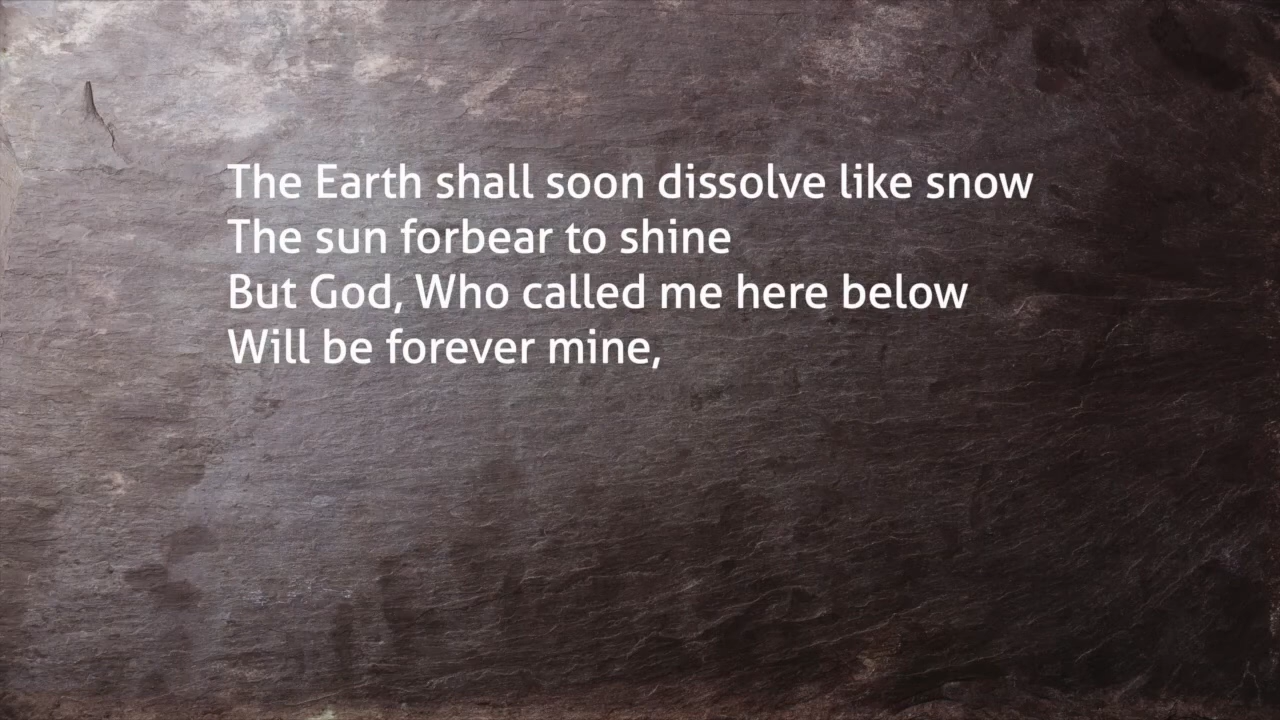 The Earth shall soon dissolve like snow
The sun forbear to shine
But God, Who called me here below
Will be forever mine,